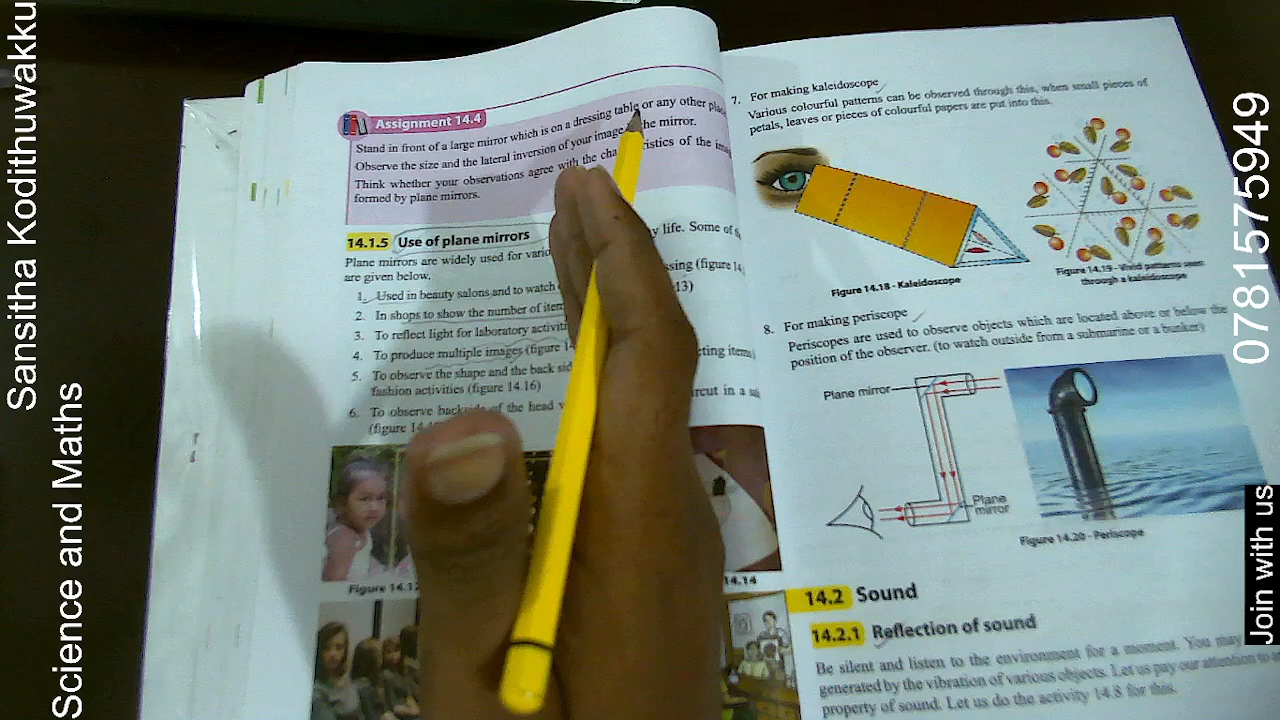 Sansitha Kodithuwakku
Science and Maths
Assignment 14.4
Stand in front of a large mirror which is on a dressing table or any other
Observe the size and the lateral inversion of your image the mirror.
Think whether your observations agree with the of the
formed by plane mirrors.
14.1.5 Use of plane mirrors
Plane mirrors are widely used for life. Some of
are given below.
1. Used in beauty salons and to watch (figure 14
2. In shops to show the number of 13)
3. To reflect light for laboratory
4. To produce multiple images (figure items)
5. To observe the shape and the back
fashion activities (figure 14.16)
6. To observe of the head
(figure
Figure 14.12
14.14
7. For making kaleidoscope
Various colourful patterns can be observed through this, when small pieces of
petals, leaves or pieces of colourful papers are put into this.
Figure 14.18 - Kaleidoscope
Figure 14.19 - Vivid patterns seen
through a kaleidoscope
8. For making periscope
Periscopes are used to observe objects which are located above or below the
position of the observer. (to watch outside from a submarine or a bunker)
Plane mirror
Plane
mirror
Figure 14.20 - Periscope
14.2 Sound
14.2.1 Reflection of sound
Be silent and listen to the environment for a moment. You may
generated by the vibration of various objects. Let us pay our attention to
property of sound. Let us do the activity 14.8 for this.
0781575949
Join with us